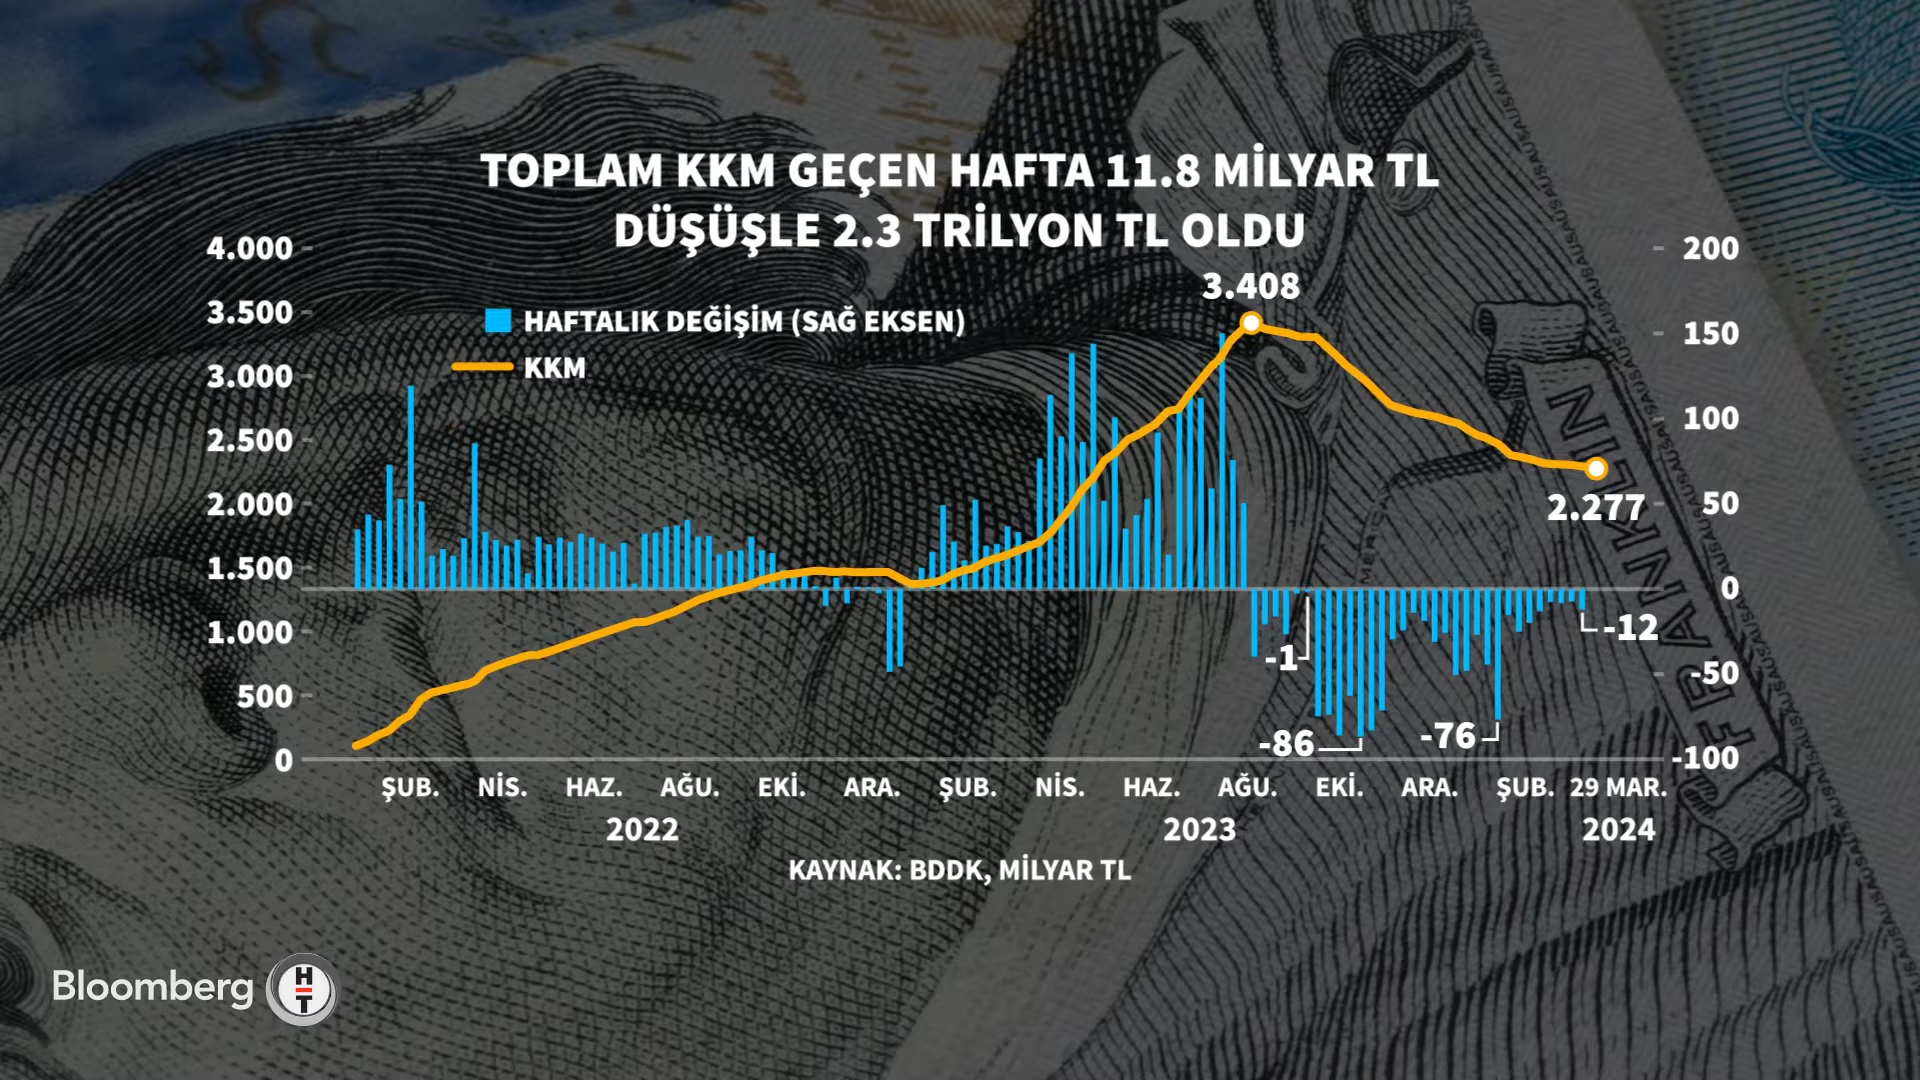 TOPLAM KKM GEÇEN HAFTA 11.8 MİLYAR TL
DÜŞÜŞLE 2.3 TRİLYON TL OLDU
HAFTALIK DEĞİŞİM (SAĞ EKSEN)
KKM
4.000
3.500
3.000
2.500
2.000
1.500
1.000
500
0
200
150
100
50
0
-50
-100
3.408
2.277
-1
-12
-86
-76
ŞUB. NİS. HAZ. AĞU. EKİ. ARA. ŞUB. NİS. HAZ. AĞU. EKİ. ARA. ŞUB. 29 MAR.
2022 2023 2024
KAYNAK: BDDK, MİLYAR TL
Bloomberg
H
T
FRANKLIN